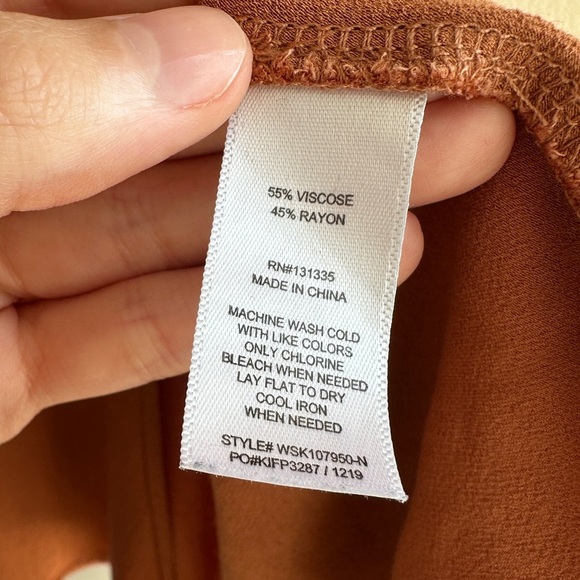 55% VISCOSE
45% RAYON
RN#131335
MADE IN CHINA
MACHINE WASH COLD
WITH LIKE COLORS
ONLY CHLORINE
BLEACH WHEN NEEDED
LAY FLAT TO DRY
COOL IRON
WHEN NEEDED
STYLE# WSK107950-N
PO#KIFP3287 / 1219